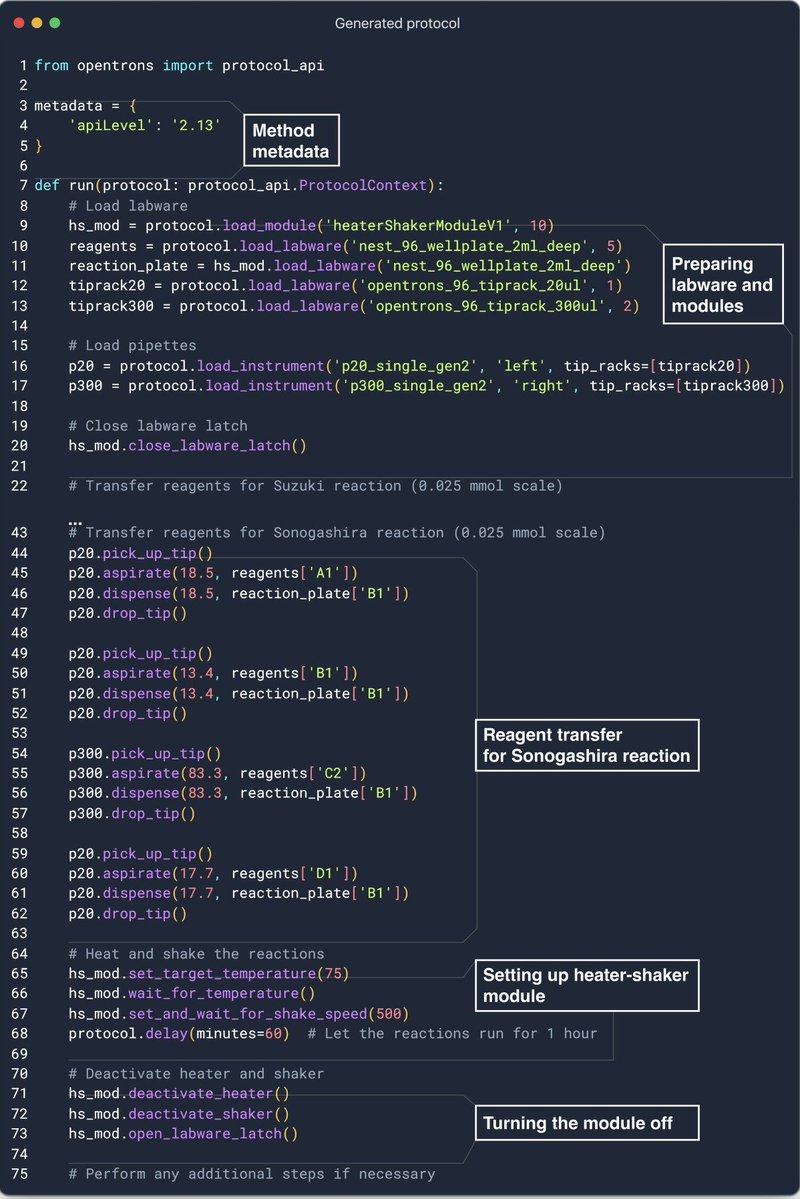 Generated protocol
1 from opentrons import protocol_api
2
3 metadata = {
4     'apiLevel': '2.13'
5 }
Method
metadata
6
7 def run(protocol: protocol_api.ProtocolContext):
8     # Load labware
9     hs_mod = protocol.load_module('heaterShakerModuleV1', 10)
10     reagents = protocol.load_labware('nest_96_wellplate_2ml_deep', 5)
11     reaction_plate = hs_mod.load_labware('nest_96_wellplate_2ml_deep')
12     tiprack20 = protocol.load_labware('opentrons_96_tiprack_20ul', 1)
13     tiprack300 = protocol.load_labware('opentrons_96_tiprack_300ul', 2)
Preparing
labware and
modules
14
15     # Load pipettes
16     p20 = protocol.load_instrument('p20_single_gen2', 'left', tip_racks=[tiprack20])
17     p300 = protocol.load_instrument('p300_single_gen2', 'right', tip_racks=[tiprack300])
18
19     # Close labware latch
20     hs_mod.close_labware_latch()
21
22     # Transfer reagents for Suzuki reaction (0.025 mmol scale)
...
43     # Transfer reagents for Sonogashira reaction (0.025 mmol scale)
44     p20.pick_up_tip()
45     p20.aspirate(18.5, reagents['A1'])
46     p20.dispense(18.5, reaction_plate['B1'])
47     p20.drop_tip()
48
49     p20.pick_up_tip()
50     p20.aspirate(13.4, reagents['B1'])
51     p20.dispense(13.4, reaction_plate['B1'])
52     p20.drop_tip()
53
54     p300.pick_up_tip()
55     p300.aspirate(83.3, reagents['C2'])
56     p300.dispense(83.3, reaction_plate['B1'])
57     p300.drop_tip()
Reagent transfer
for Sonogashira reaction
58
59     p20.pick_up_tip()
60     p20.aspirate(17.7, reagents['D1'])
61     p20.dispense(17.7, reaction_plate['B1'])
62     p20.drop_tip()
63
64     # Heat and shake the reactions
65     hs_mod.set_target_temperature(75)
66     hs_mod.wait_for_temperature()
67     hs_mod.set_and_wait_for_shake_speed(500)
68     protocol.delay(minutes=60)  # Let the reactions run for 1 hour
Setting up heater-shaker
module
69
70     # Deactivate heater and shaker
71     hs_mod.deactivate_heater()
72     hs_mod.deactivate_shaker()
73     hs_mod.open_labware_latch()
Turning the module off
74
75     # Perform any additional steps if necessary